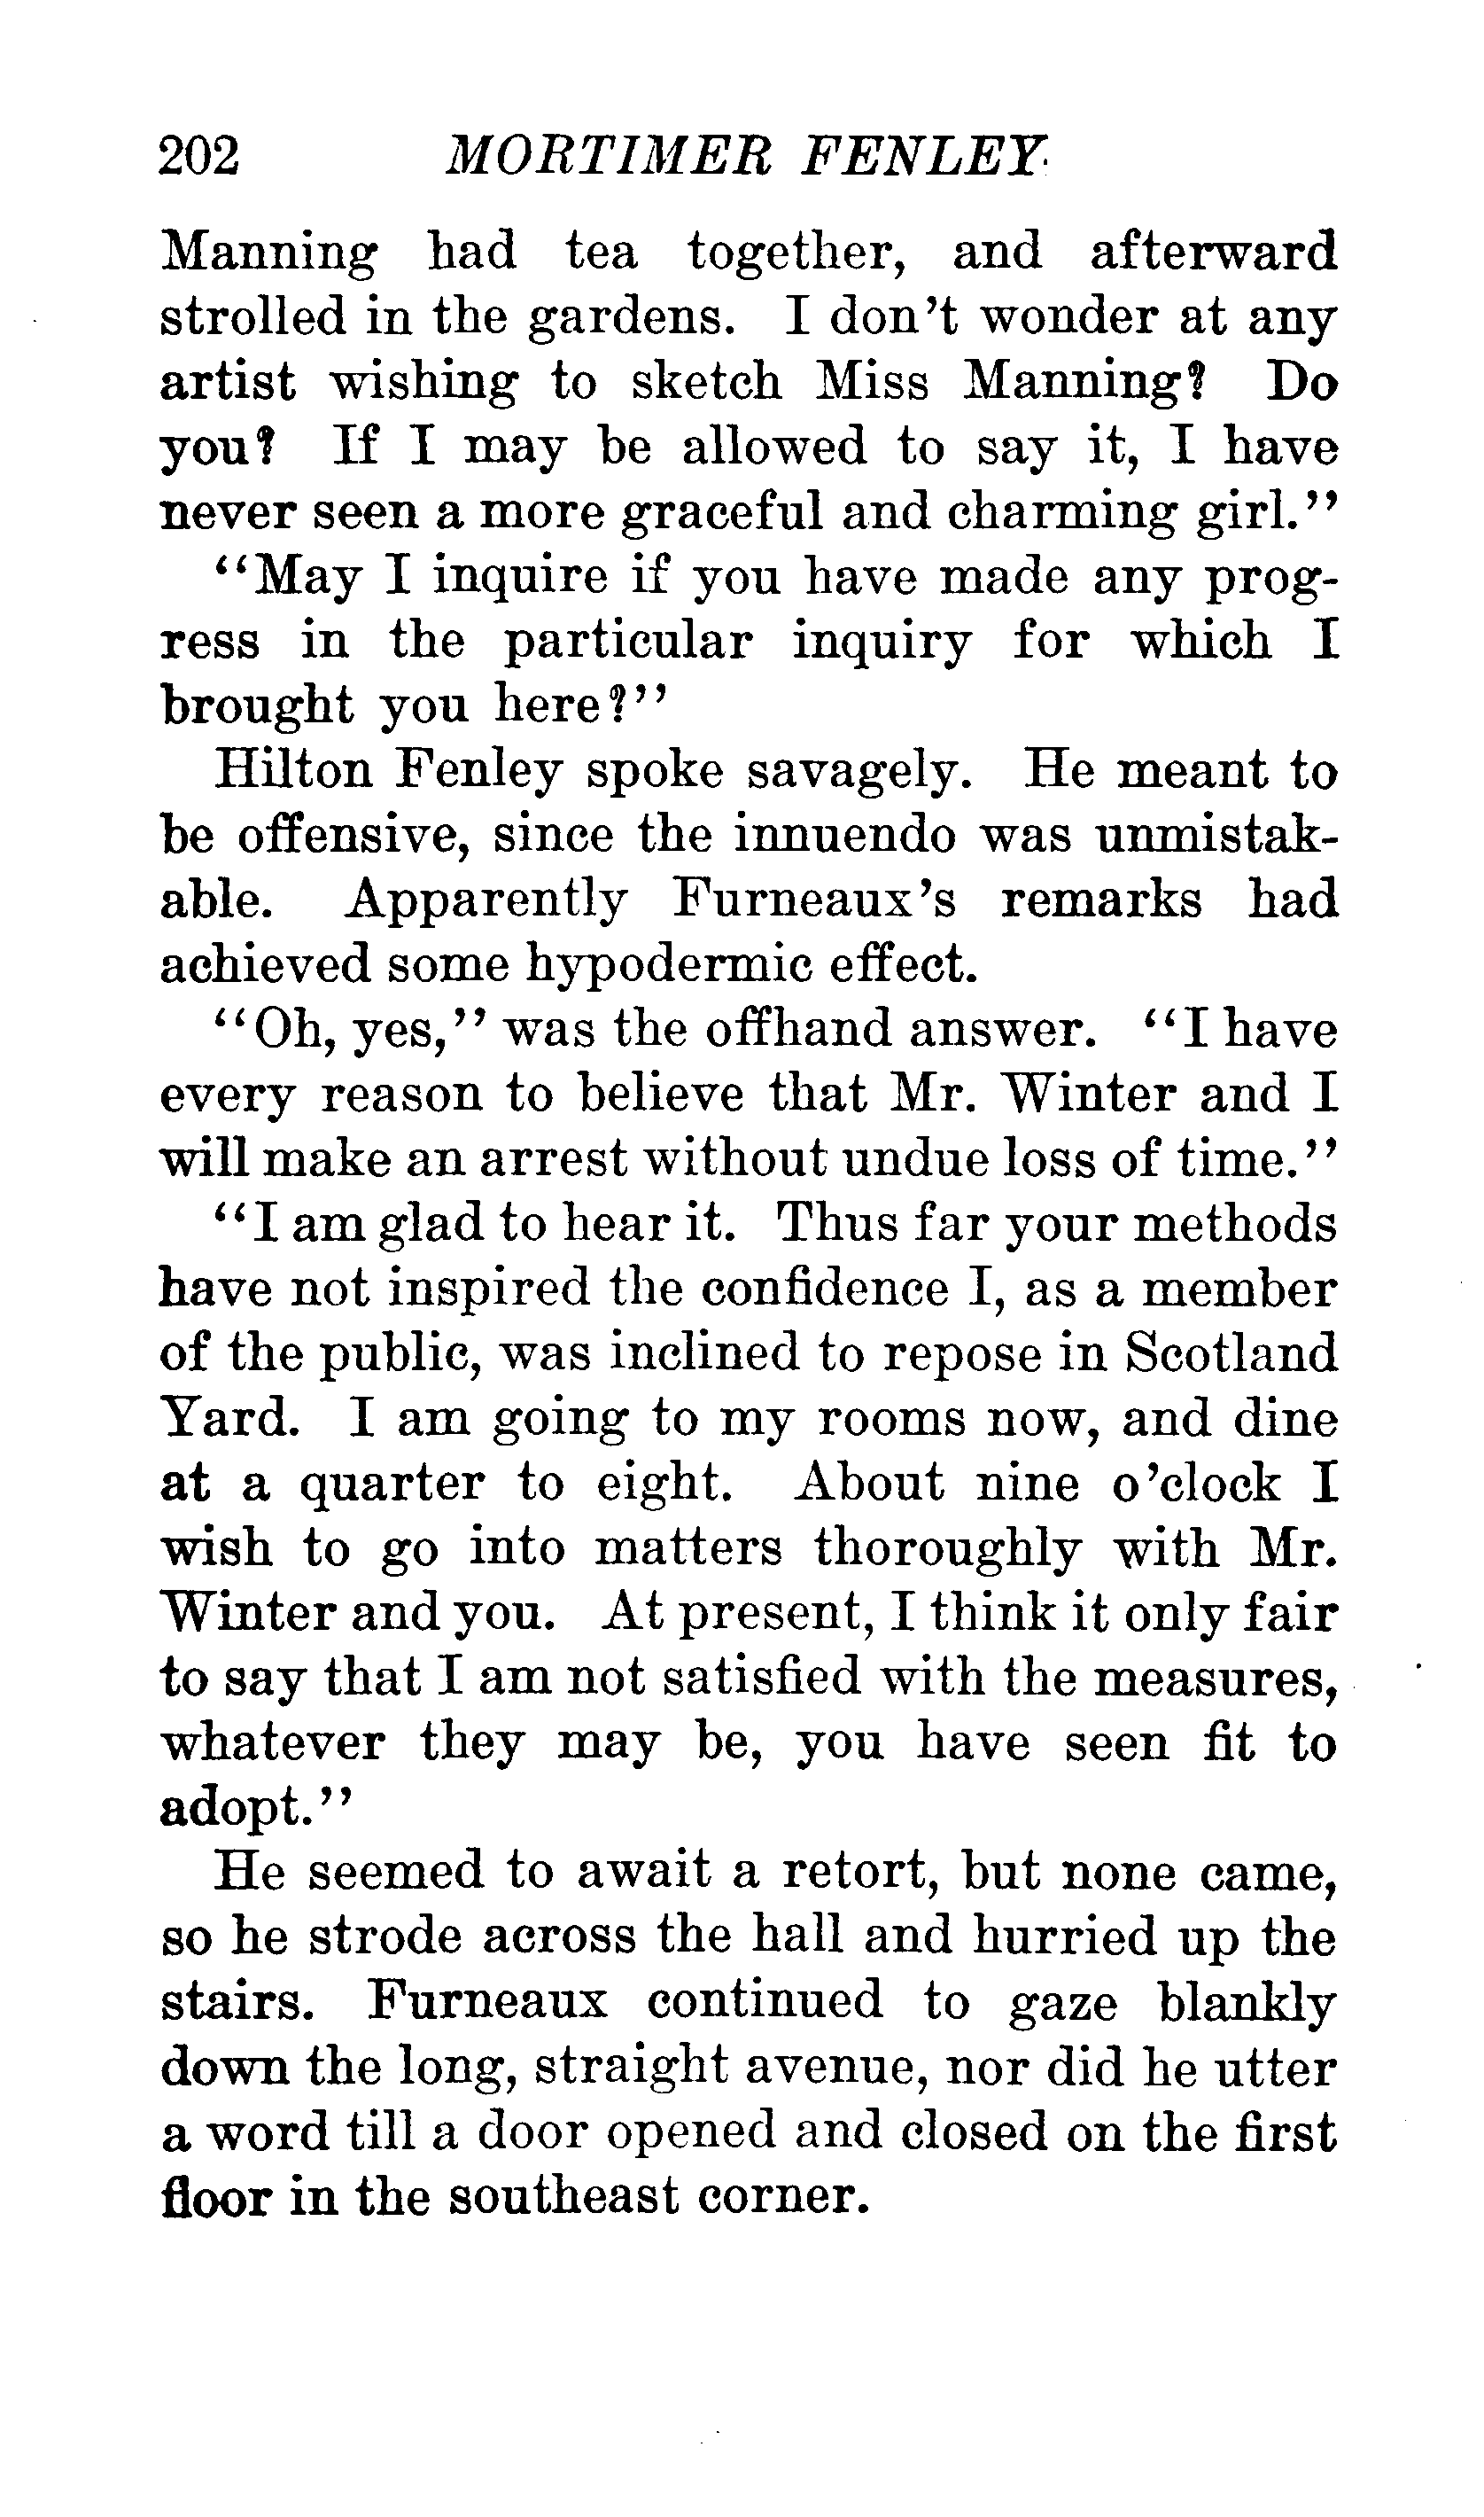 202 MORTIMER FENLEY
Manning had tea together, and afterward
strolled in the gardens. I don't wonder at any
artist wishing to sketch Miss Manning? Do
you? If I may be allowed to say it, I have
never seen a more graceful and charming girl."
"May I inquire if you have made any prog-
ress in the particular inquiry for which I
brought you here?"
Hilton Fenley spoke savagely. He meant to
be offensive, since the innuendo was unmistak-
able. Apparently Furneaux's remarks had
achieved some hypodermic effect.
"Oh, yes," was the offhand answer. "I have
every reason to believe that Mr. Winter and I
will make an arrest without undue loss of time."
"I am glad to hear it. Thus far your methods
have not inspired the confidence I, as a member
of the public, was inclined to repose in Scotland
Yard. I am going to my rooms now, and dine
at a quarter to eight. About nine o'clock I
wish to go into matters thoroughly with Mr.
Winter and you. At present, I think it only fair
to say that I am not satisfied with the measures,
whatever they may be, you have seen fit to
adopt."
He seemed to await a retort, but none came,
so he strode across the hall and hurried up the
stairs. Furneaux continued to gaze blankly
down the long, straight avenue, nor did he utter
a word till a door opened and closed on the first
floor in the southeast corner.